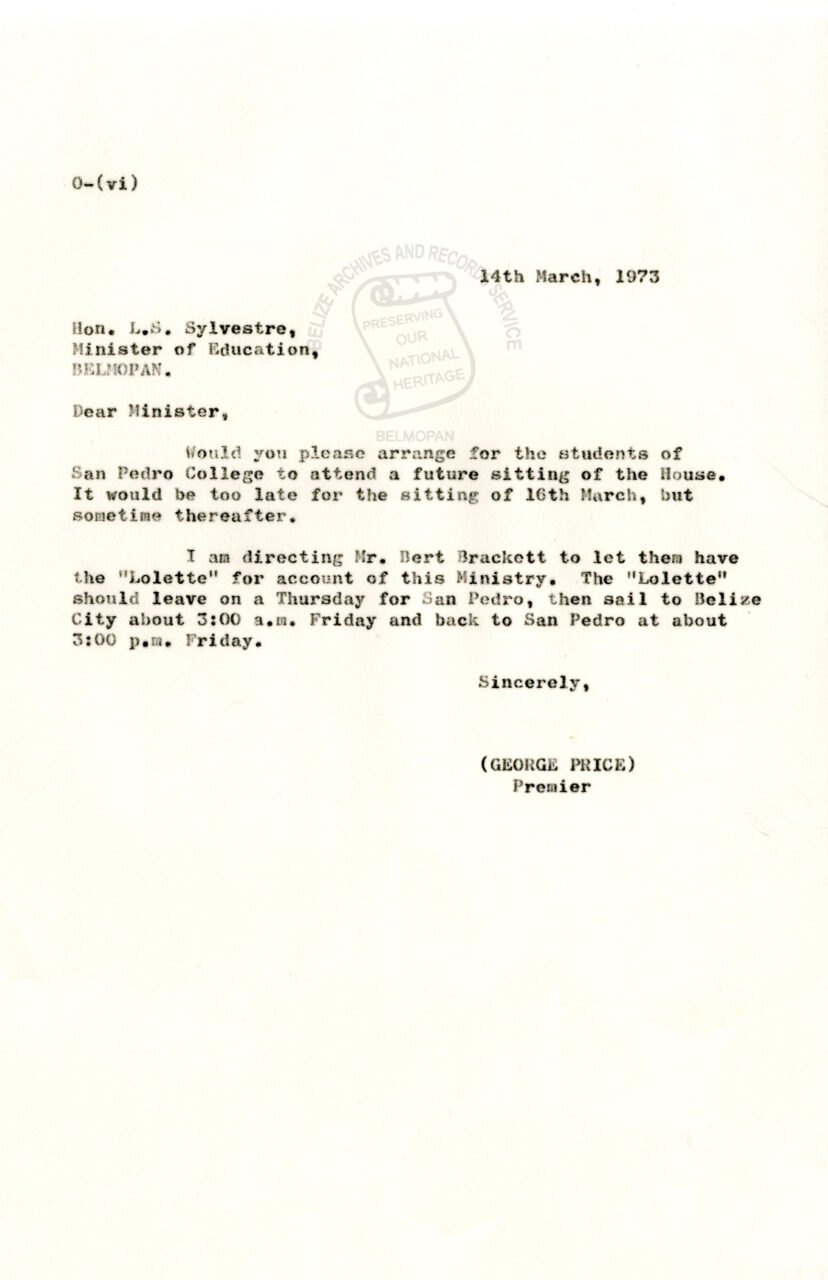 O-(vi)
BELIZE ARCHIVES AND RECORDS SERVICE
PRESERVING
OUR
NATIONAL
HERITAGE
BELMOPAN
14th March, 1973
Hon. L.S. Sylvestre,
Minister of Education,
BELMOPAN.
Dear Minister,
Would you please arrange for the students of
San Pedro College to attend a future sitting of the House.
It would be too late for the sitting of 16th March, but
sometime thereafter.
I am directing Mr. Bert Brackett to let them have
the "Lolette" for account of this Ministry. The "Lolette"
should leave on a Thursday for San Pedro, then sail to Belize
City about 3:00 a.m. Friday and back to San Pedro at about
3:00 p.m. Friday.
Sincerely,
(GEORGE PRICE)
Premier